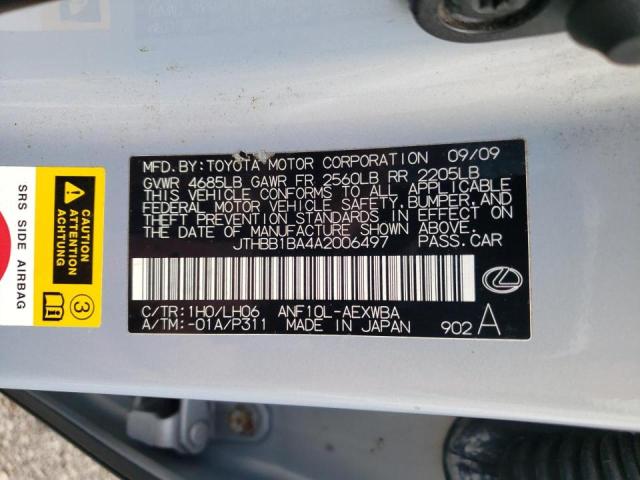 MFD. BY: TOYOTA MOTOR CORPORATION 09/09
GVWR 4685LB GAWR FR 2560LB RR 2205LB
THIS VEHICLE CONFORMS TO ALL APPLICABLE
FEDERAL MOTOR VEHICLE SAFETY, BUMPER, AND
THEFT PREVENTION STANDARDS IN EFFECT ON
THE DATE OF MANUFACTURE SHOWN ABOVE.
JTHBB1BA4A2006497 PASS. CAR
C/TR: 1H0/LH06 ANF10L-AEXWBA
A/TM: -01A/P311 MADE IN JAPAN 902 A
SRS SIDE AIRBAG
CAUTION
ATTENTION
3